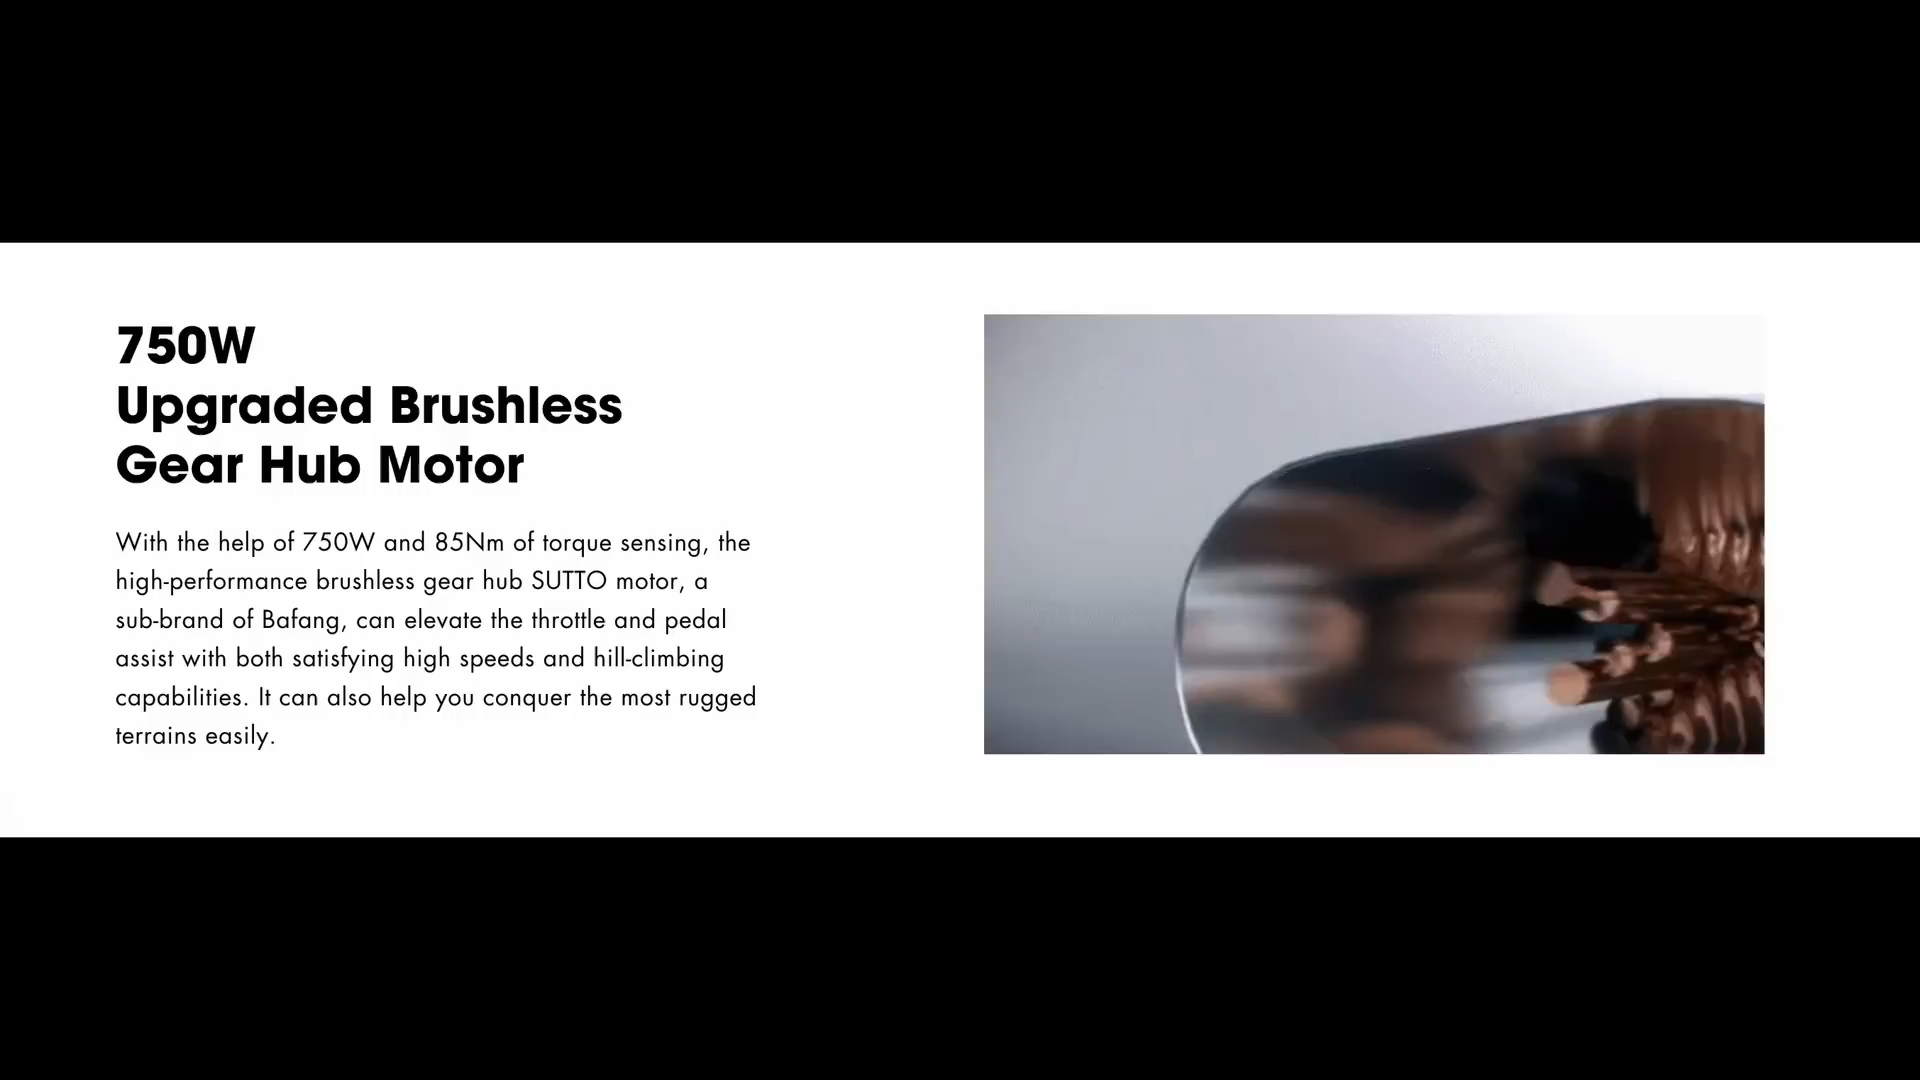 750W
Upgraded Brushless
Gear Hub Motor
With the help of 750W and 85Nm of torque sensing, the
high-performance brushless gear hub SUTTO motor, a
sub-brand of Bafang, can elevate the throttle and pedal
assist with both satisfying high speeds and hill-climbing
capabilities. It can also help you conquer the most rugged
terrains easily.